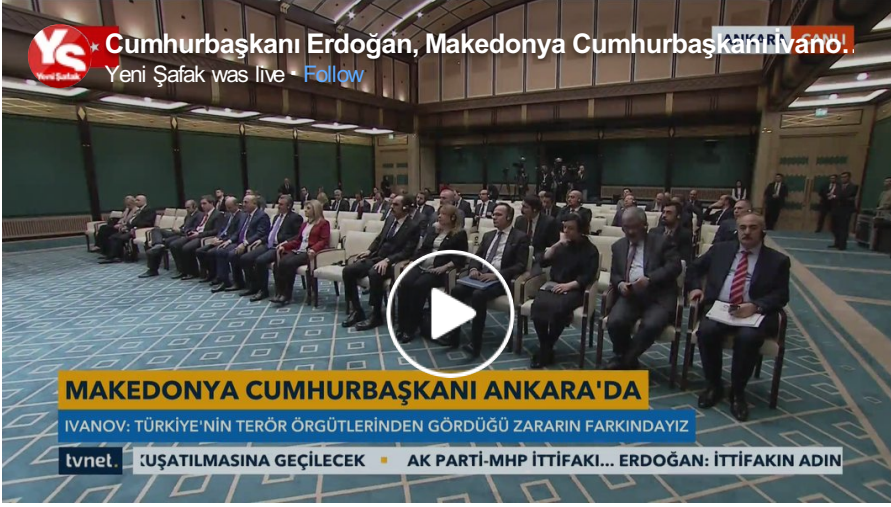 ANKARA CANLI
YS Cumhurbaşkanı Erdoğan, Makedonya Cumhurbaşkanı İvano...
Yeni Şafak
Yeni Şafak was live · Follow
MAKEDONYA CUMHURBAŞKANI ANKARA'DA
IVANOV: TÜRKİYE'NİN TERÖR ÖRGÜTLERİNDEN GÖRDÜĞÜ ZARARIN FARKINDAYIZ
tvnet. KUŞATILMASINA GEÇİLECEK ▪ AK PARTİ-MHP İTTİFAKI... ERDOĞAN: İTTİFAKIN ADIN